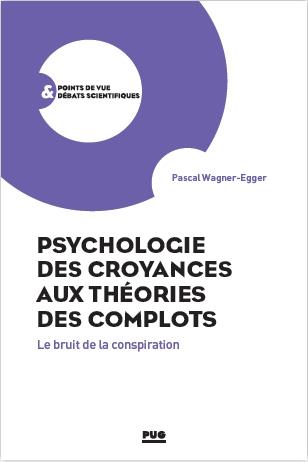 POINTS DE VUE
& DÉBATS SCIENTIFIQUES
Pascal Wagner-Egger
PSYCHOLOGIE
DES CROYANCES
AUX THÉORIES
DES COMPLOTS
Le bruit de la conspiration
PUG